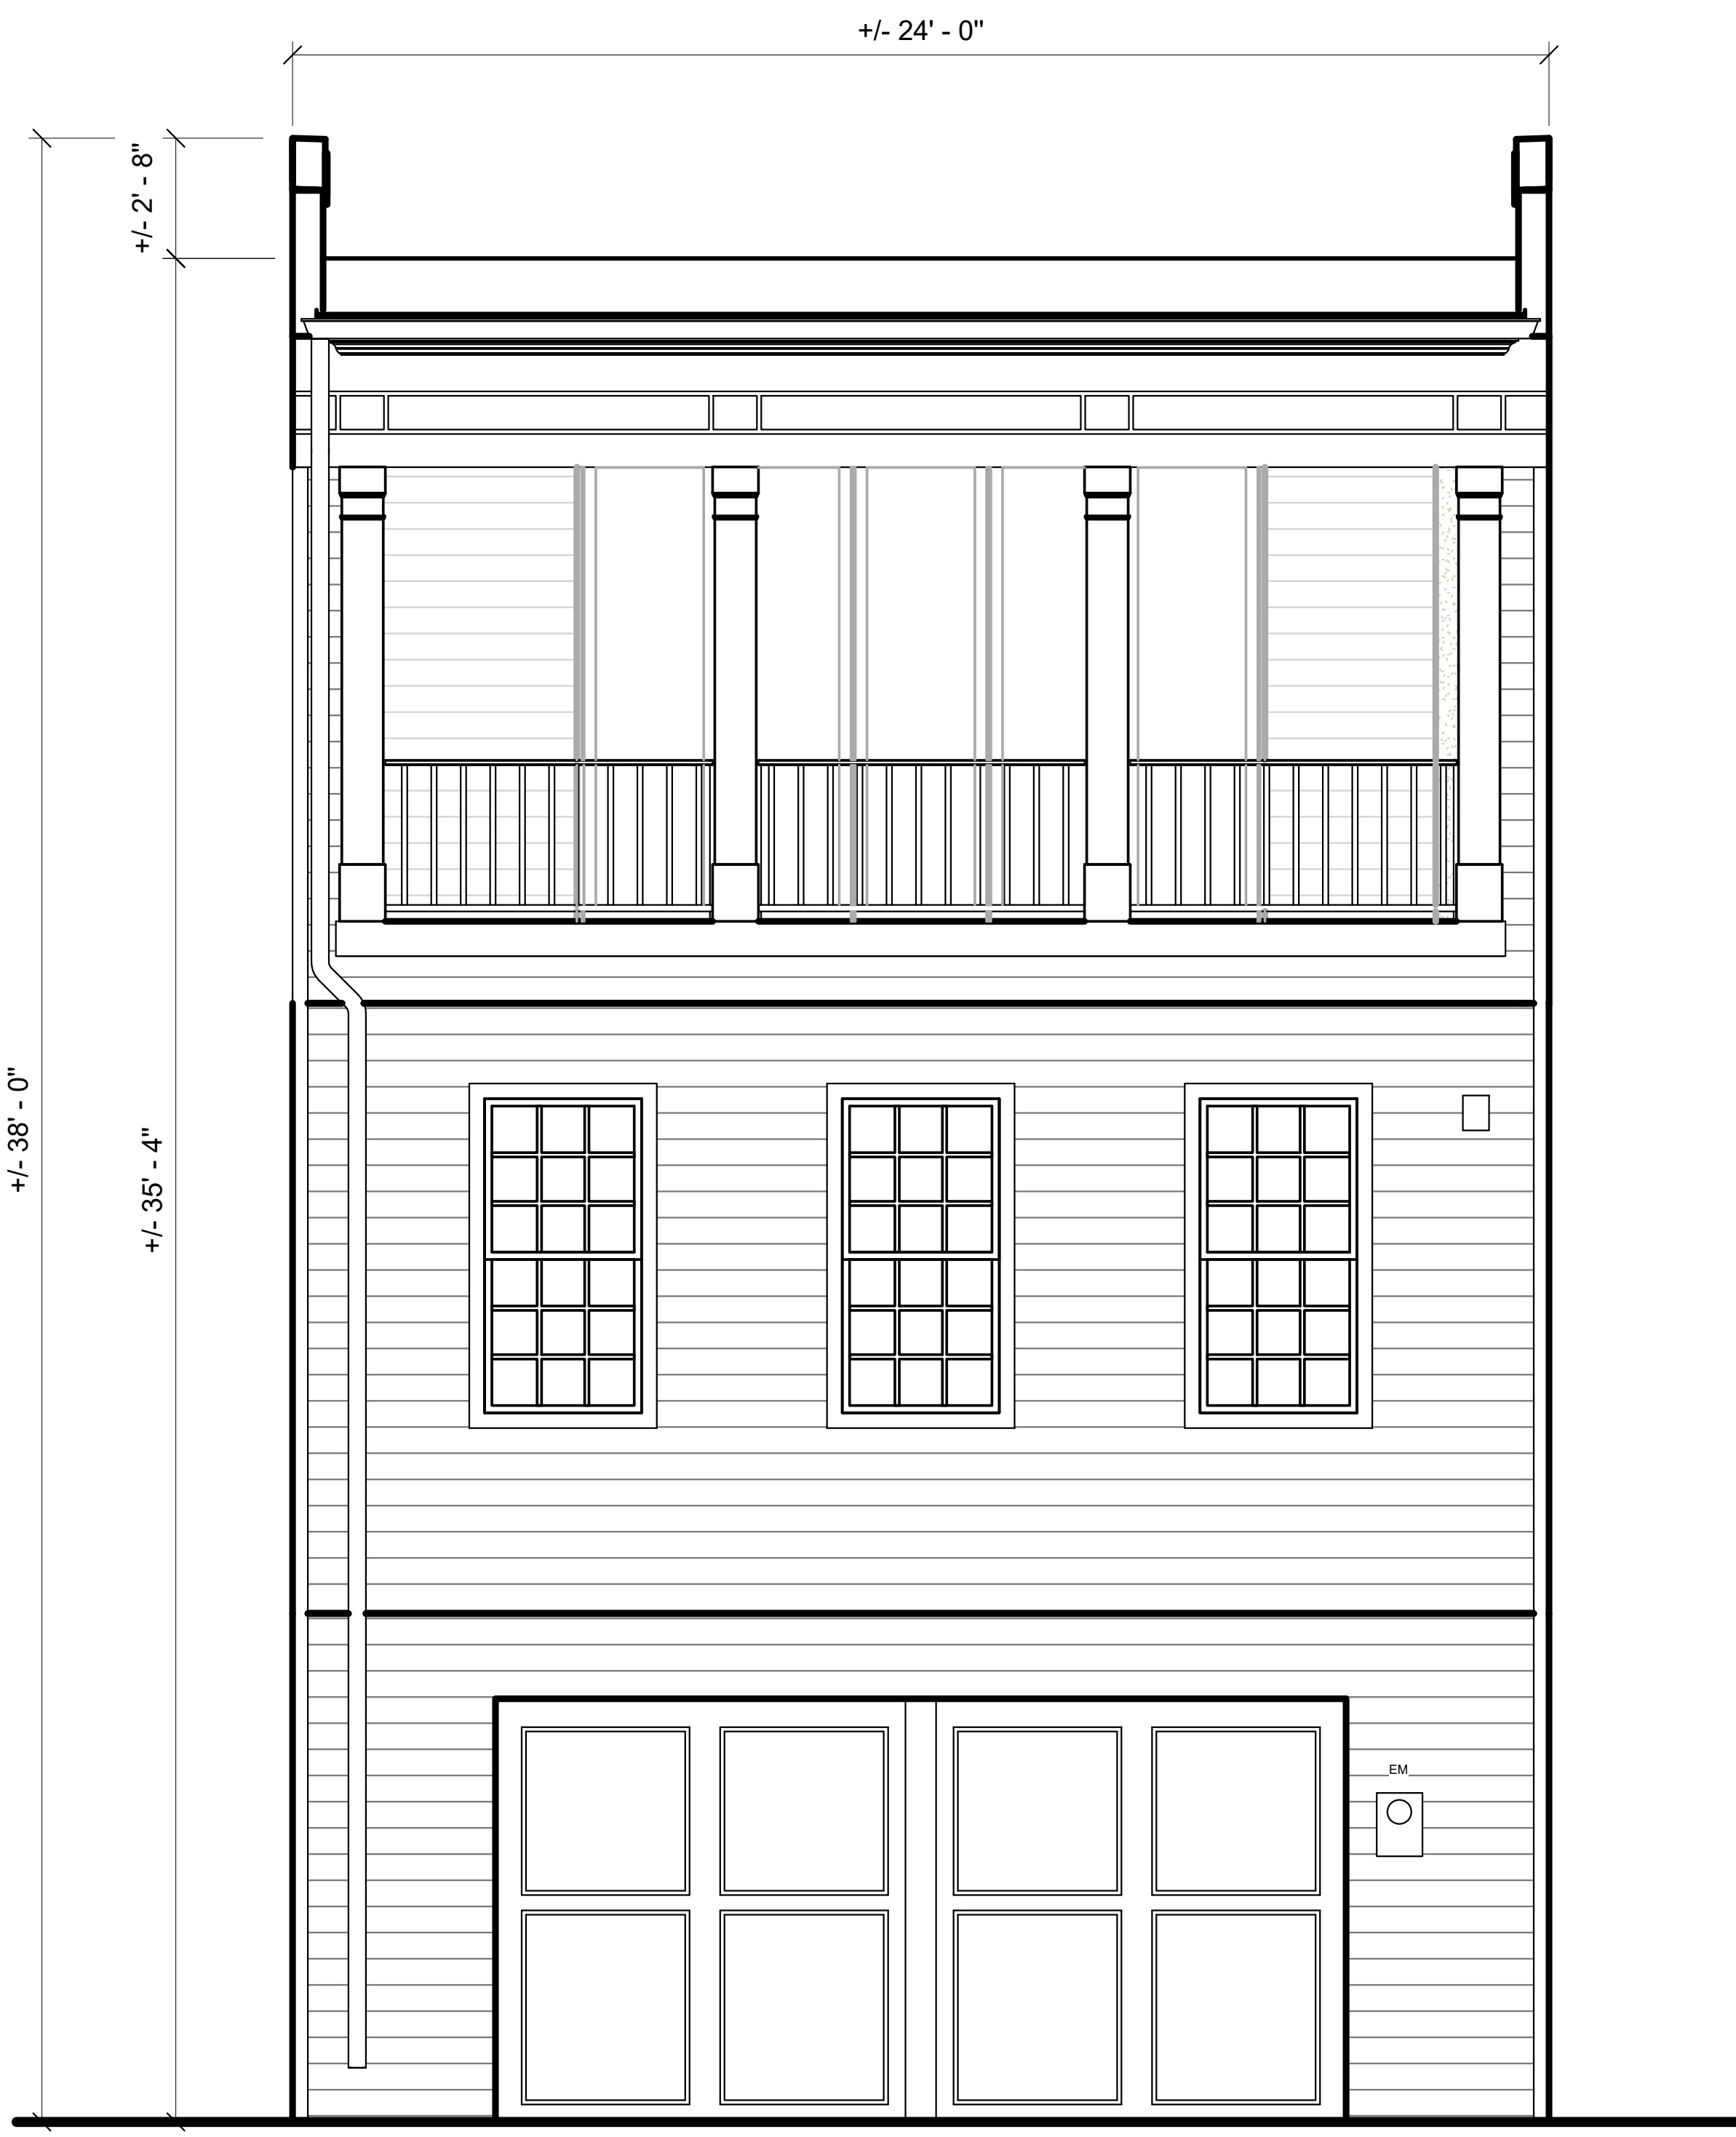 +/- 24' - 0"
+/- 2' - 8"
+/- 38' - 0"
+/- 35' - 4"
EM